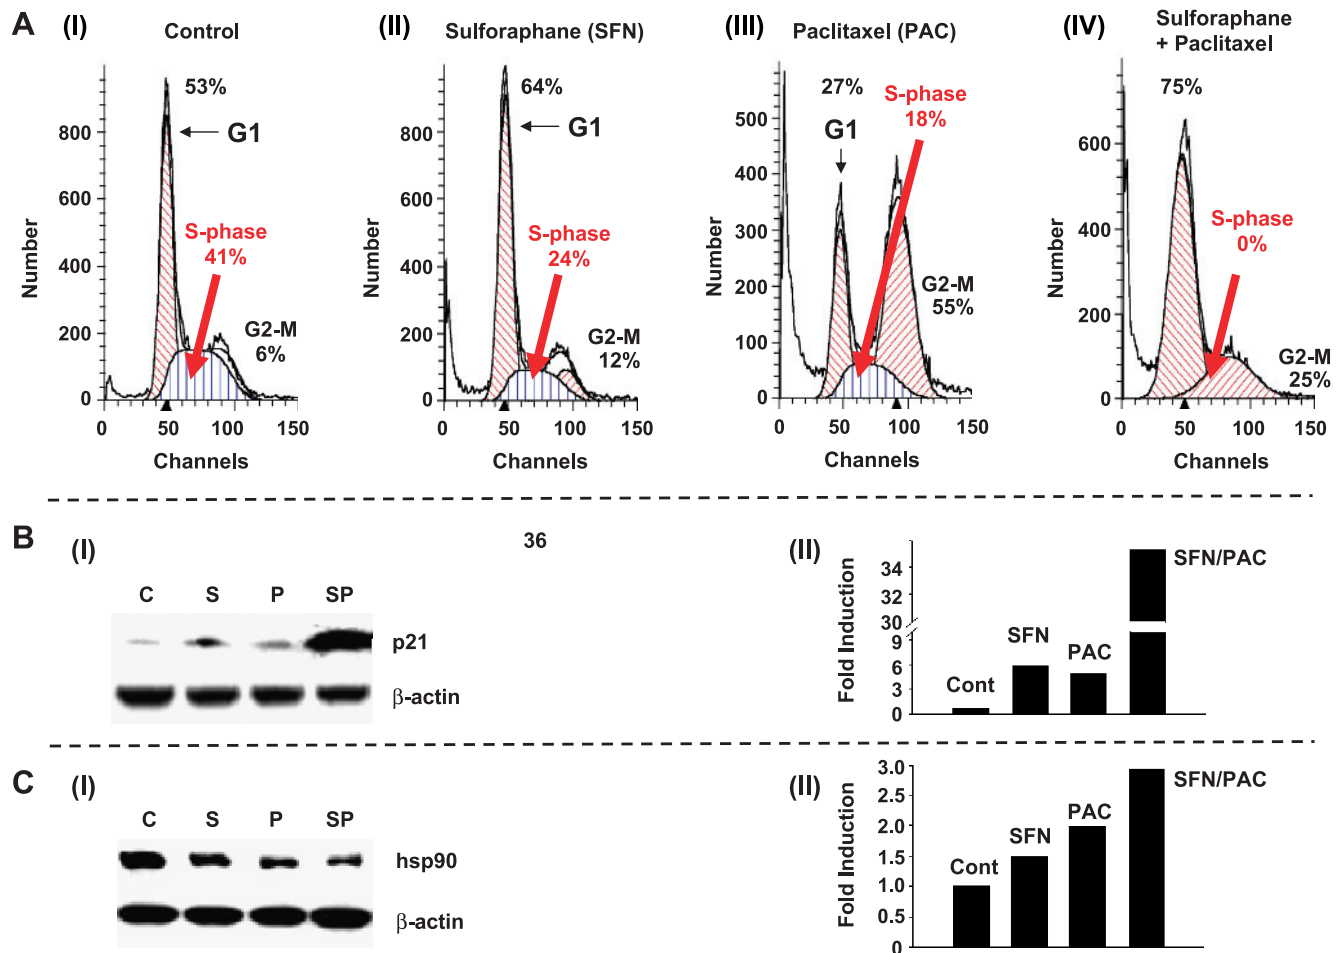 A
(I)
Control
53%
G1
S-phase
41%
G2-M
6%
Number
800
600
400
200
0
0 50 100 150
Channels
(II)
Sulforaphane (SFN)
64%
G1
S-phase
24%
G2-M
12%
Number
800
600
400
200
0
0 50 100 150
Channels
(III)
Paclitaxel (PAC)
27%
G1
S-phase
18%
G2-M
55%
Number
500
400
300
200
100
0
0 50 100 150
Channels
(IV)
Sulforaphane
+ Paclitaxel
75%
S-phase
0%
G2-M
25%
Number
800
600
400
200
0
0 50 100 150
Channels
B
(I)
36
C S P SP
p21
β-actin
(II)
Fold Induction
34
32
30
9
6
3
0
Cont
SFN
PAC
SFN/PAC
C
(I)
C S P SP
hsp90
β-actin
(II)
Fold Induction
3.0
2.5
2.0
1.5
1.0
0.5
0
Cont
SFN
PAC
SFN/PAC